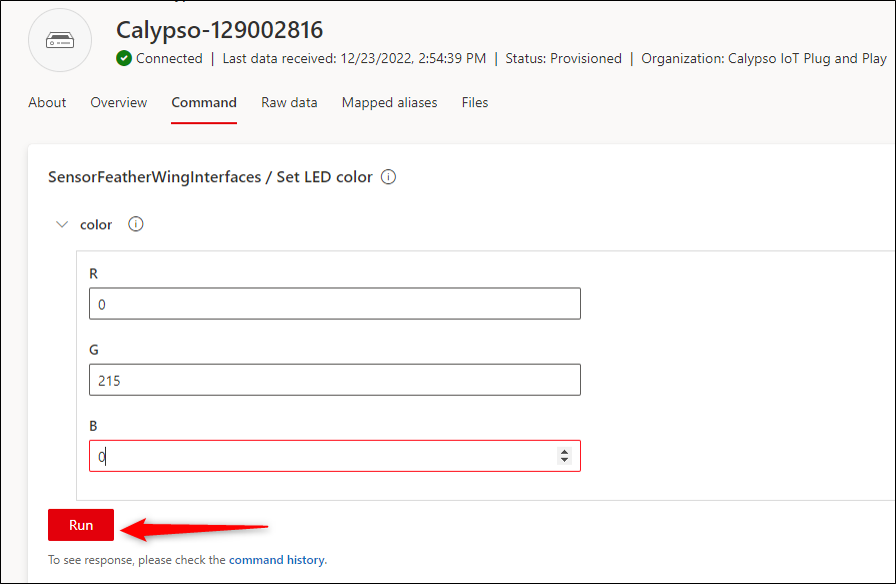 Calypso-129002816
Connected | Last data received: 12/23/2022, 2:54:39 PM | Status: Provisioned | Organization: Calypso IoT Plug and Play
About Overview Command Raw data Mapped aliases Files
SensorFeatherWingInterfaces / Set LED color
color
R
0
G
215
B
0
Run
To see response, please check the command history.